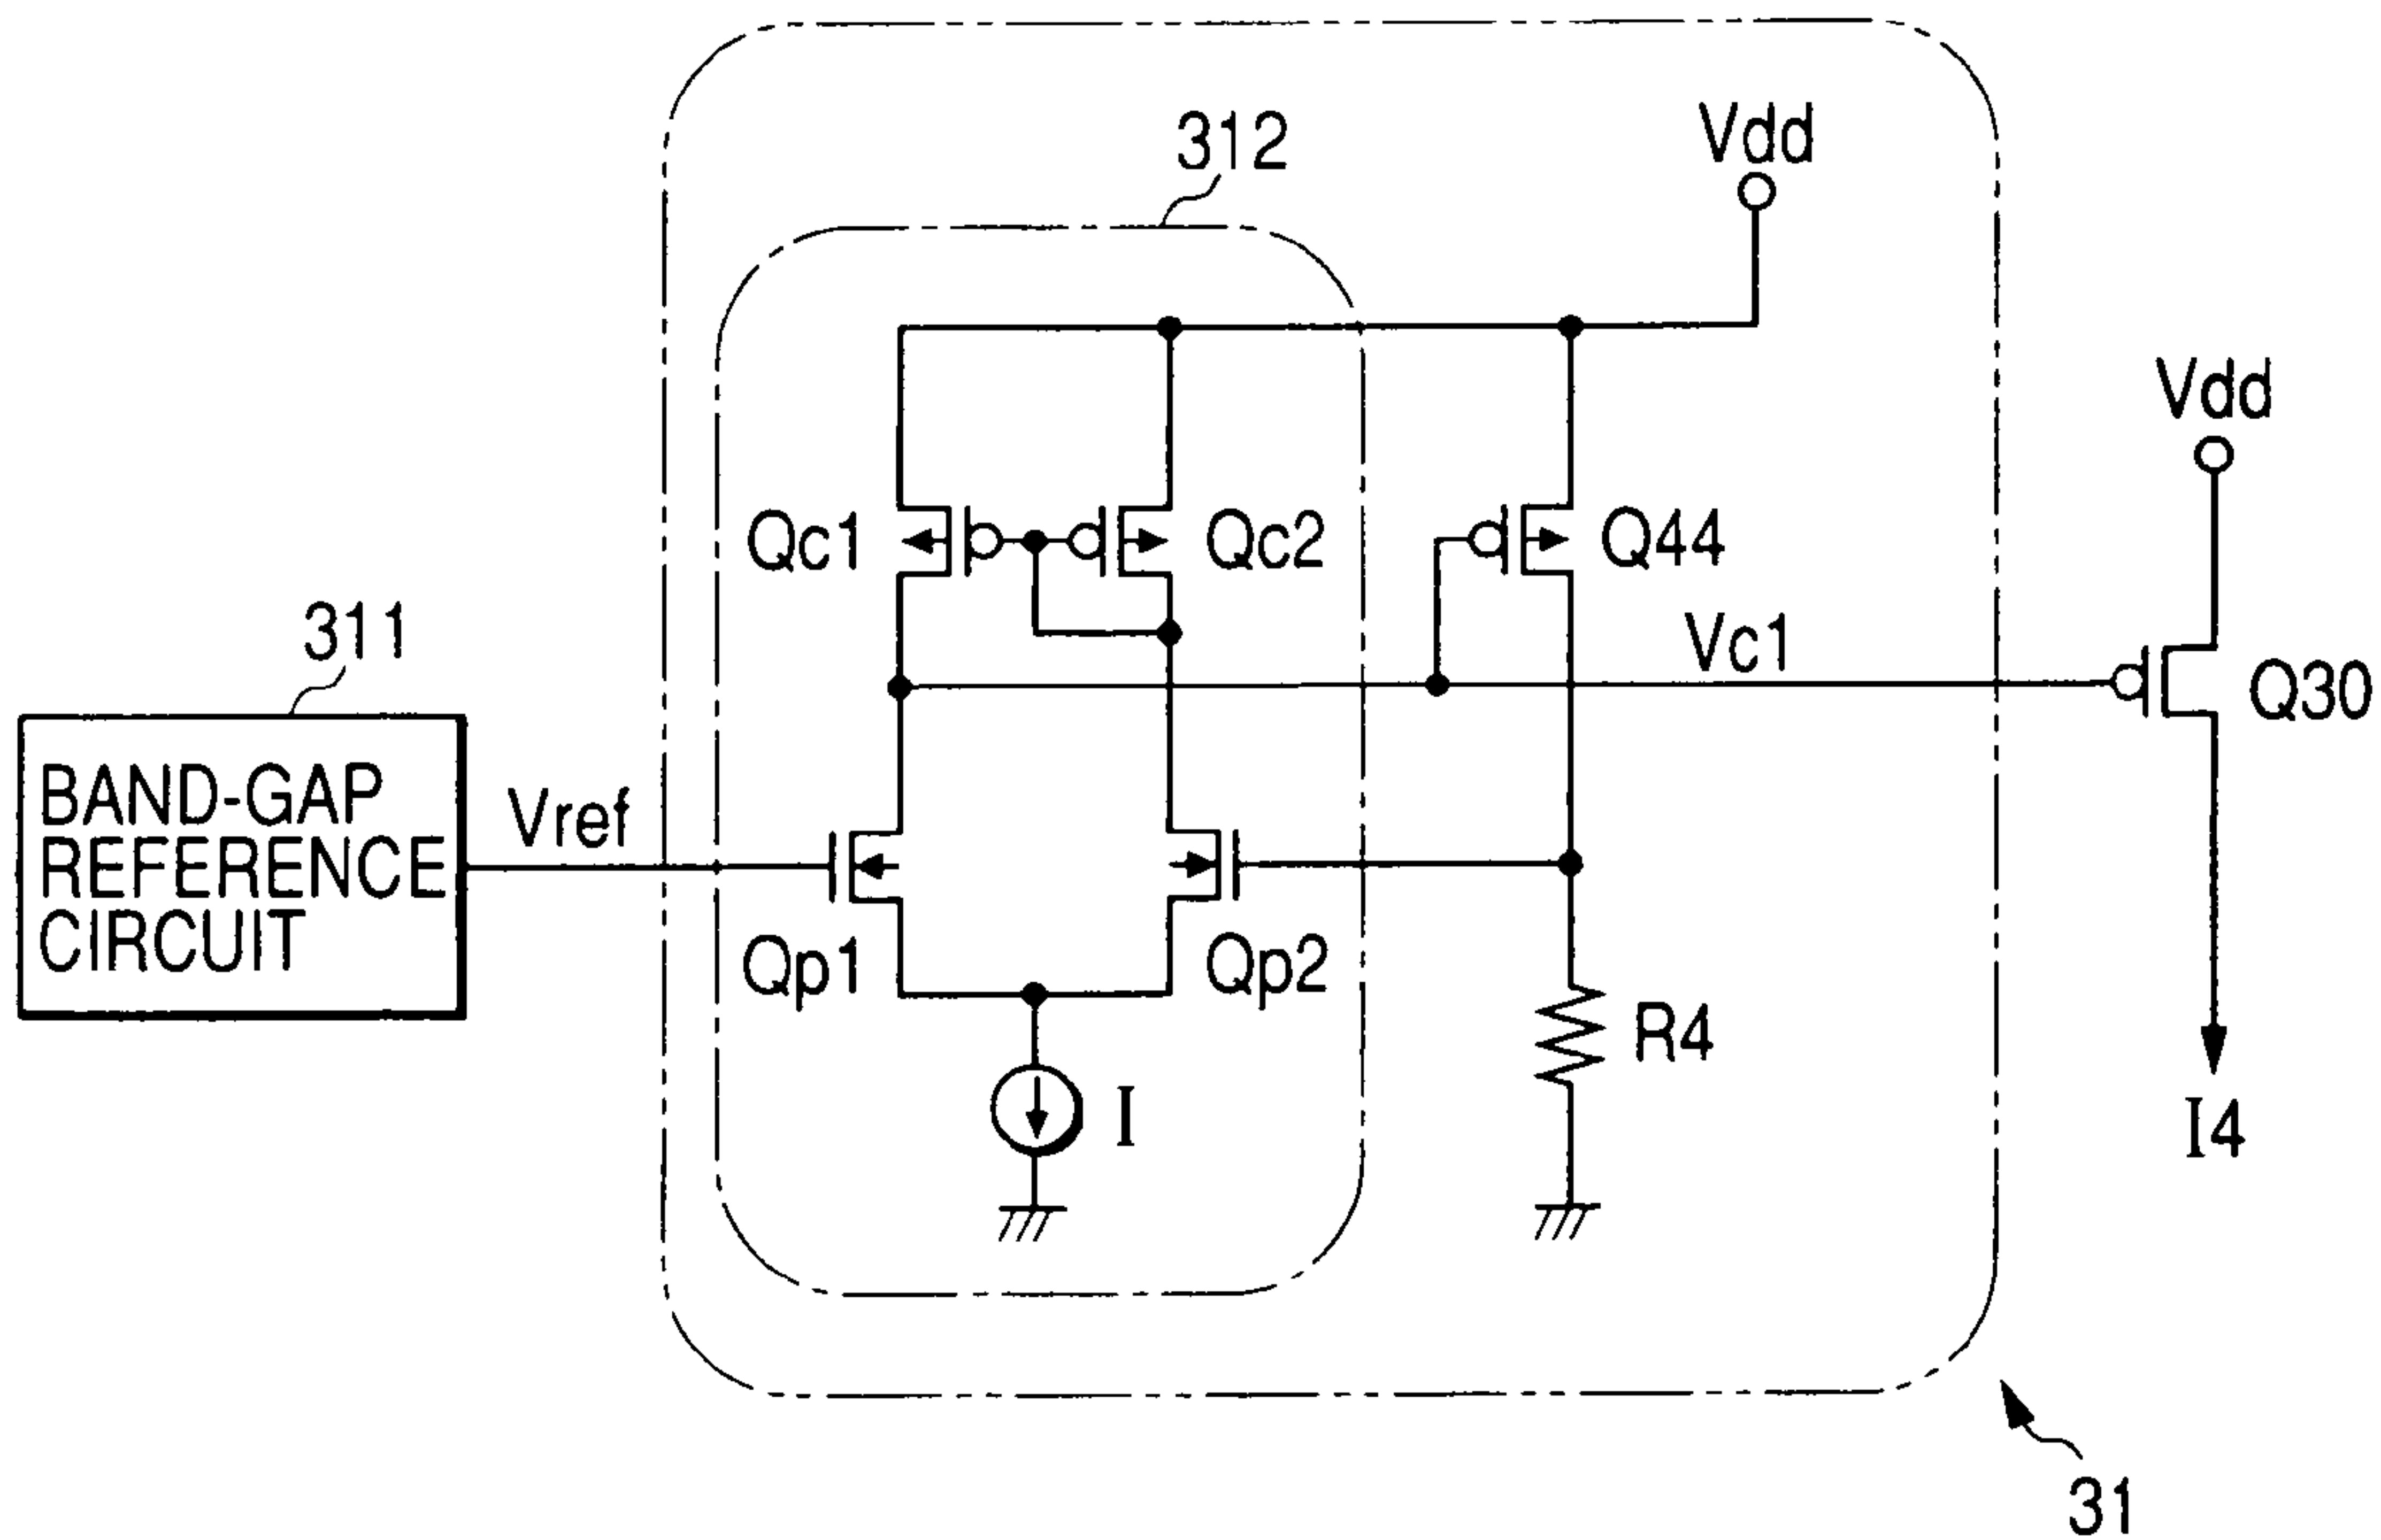 312
Vdd
Vdd
Qc1
Qc2
Q44
311
Vc1
Q30
BAND-GAP
REFERENCE
CIRCUIT
Vref
Qp1
Qp2
R4
I
I4
31